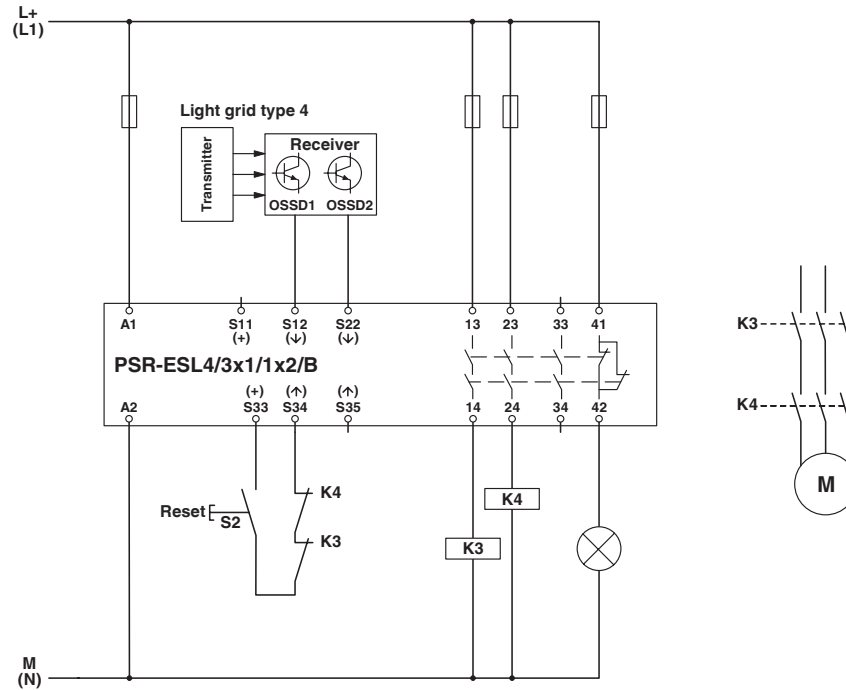 L+
(L1)
Light grid type 4
Transmitter
Receiver
OSSD1 OSSD2
A1 S11 S12 S22 13 23 33 41
(+) (↓) (↓)
PSR-ESL4/3x1/1x2/B
(+) (↑) (↑)
A2 S33 S34 S35 14 24 34 42
K3
K4
M
K4
K4
Reset
S2
K3
K3
M
(N)